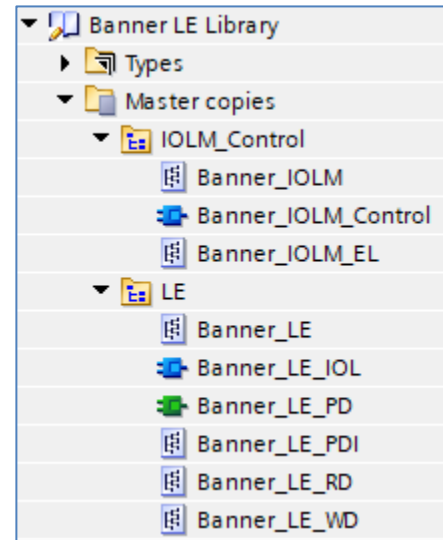 Banner LE Library
Types
Master copies
IOLM_Control
Banner_IOLM
Banner_IOLM_Control
Banner_IOLM_EL
LE
Banner_LE
Banner_LE_IOL
Banner_LE_PD
Banner_LE_PDI
Banner_LE_RD
Banner_LE_WD